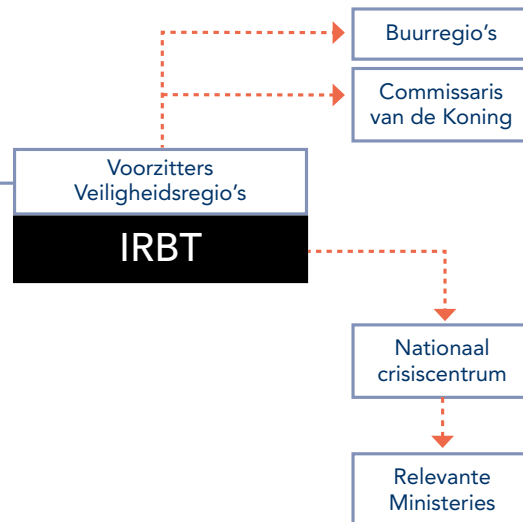 Buurregio's
Commissaris
van de Koning
Voorzitters
Veiligheidsregio's
IRBT
Nationaal
crisiscentrum
Relevante
Ministeries